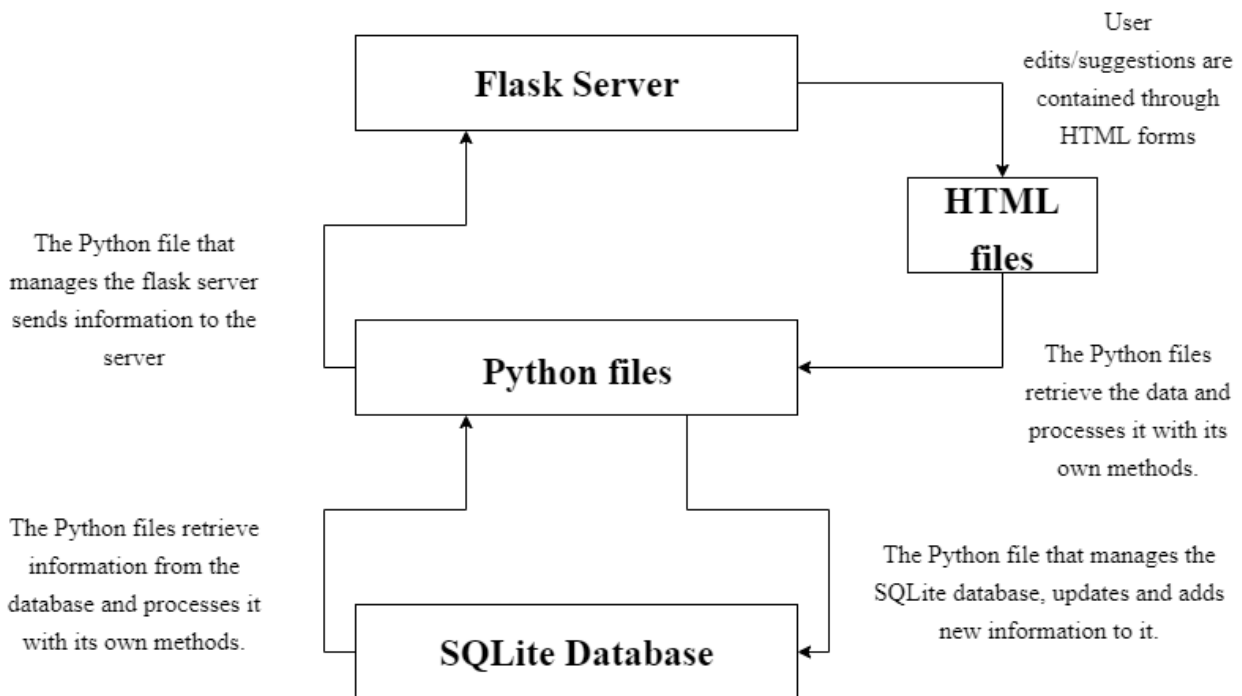 Flask Server
User
edits/suggestions are
contained through
HTML forms
HTML
files
The Python file that
manages the flask server
sends information to the
server
Python files
The Python files
retrieve the data and
processes it with its
own methods.
The Python files retrieve
information from the
database and processes it
with its own methods.
The Python file that manages the
SQLite database, updates and adds
new information to it.
SQLite Database